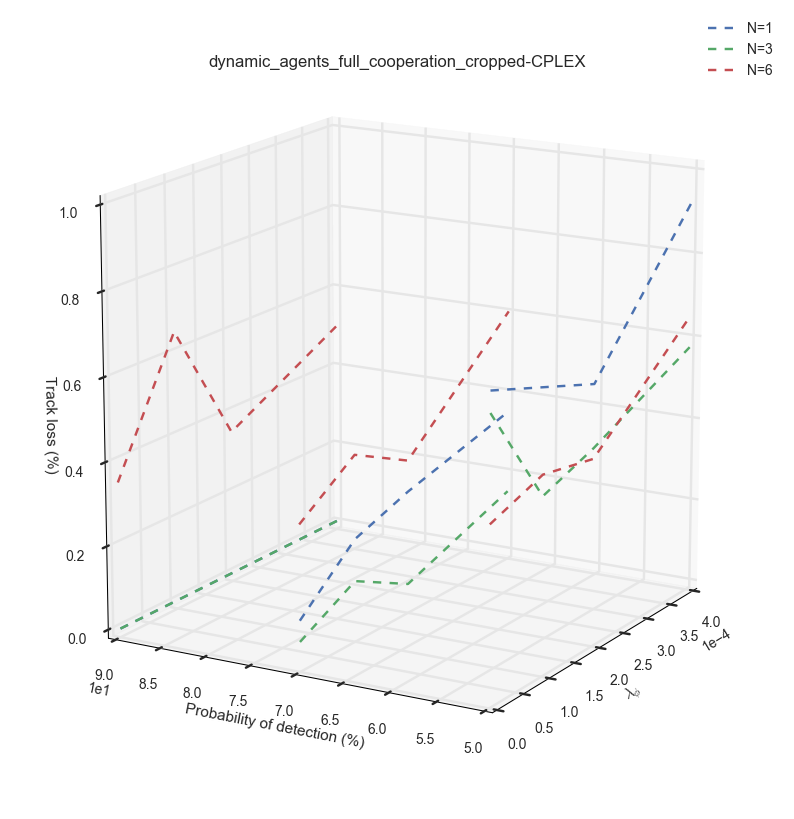 N=1
N=3
N=6
dynamic_agents_full_cooperation_cropped-CPLEX
1.0
0.8
0.6
0.4
0.2
0.0
Track loss (%)
9.0
8.5
8.0
7.5
7.0
6.5
6.0
5.5
5.0
1e1
Probability of detection (%)
0.0
0.5
1.0
1.5
2.0
2.5
3.0
3.5
4.0
1e−4
λϕ